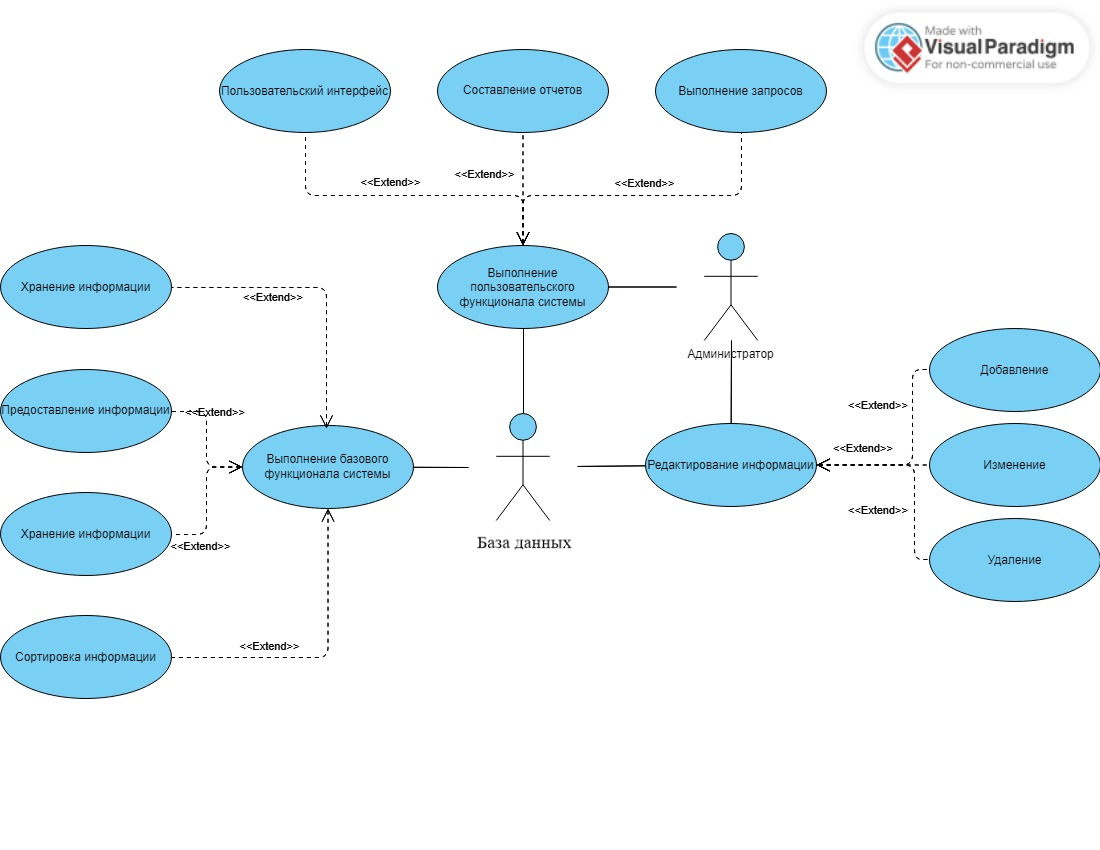 Made with
VisualParadigm
For non-commercial use
Пользовательский интерфейс
Составление отчетов
Выполнение запросов
<<Extend>>
<<Extend>>
<<Extend>>
Выполнение
пользовательского
функционала системы
Хранение информации
<<Extend>>
Администратор
Добавление
Предоставление информации
<<Extend>>
<<Extend>>
Выполнение базового
функционала системы
<<Extend>>
Редактирование информации
Изменение
Хранение информации
<<Extend>>
<<Extend>>
База данных
Удаление
Сортировка информации
<<Extend>>